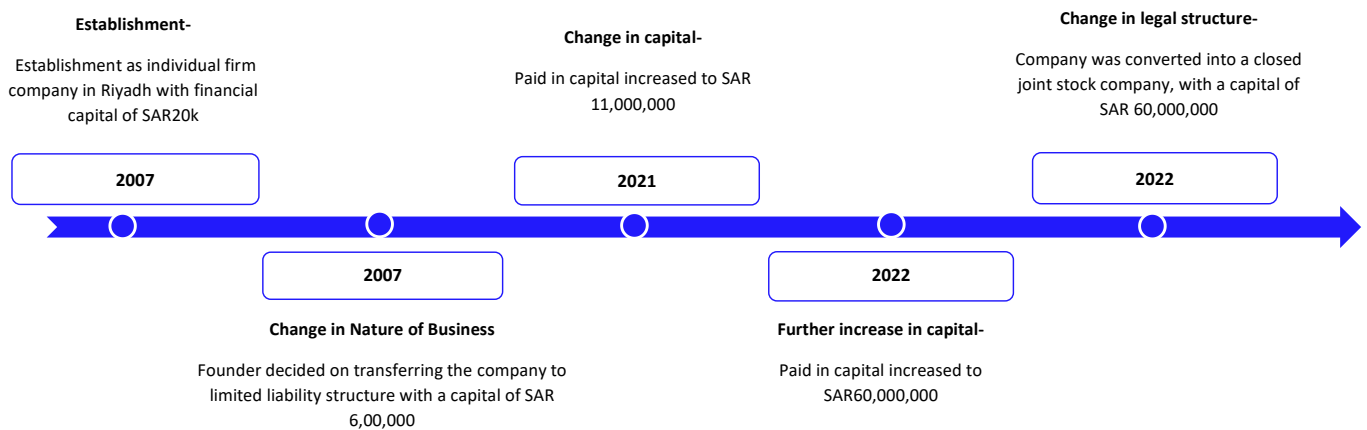 Establishment-
Establishment as individual firm
company in Riyadh with financial
capital of SAR20k
2007
2007
Change in Nature of Business
Founder decided on transferring the company to
limited liability structure with a capital of SAR
6,00,000
Change in capital-
Paid in capital increased to SAR
11,000,000
2021
2022
Further increase in capital-
Paid in capital increased to
SAR60,000,000
Change in legal structure-
Company was converted into a closed
joint stock company, with a capital of
SAR 60,000,000
2022